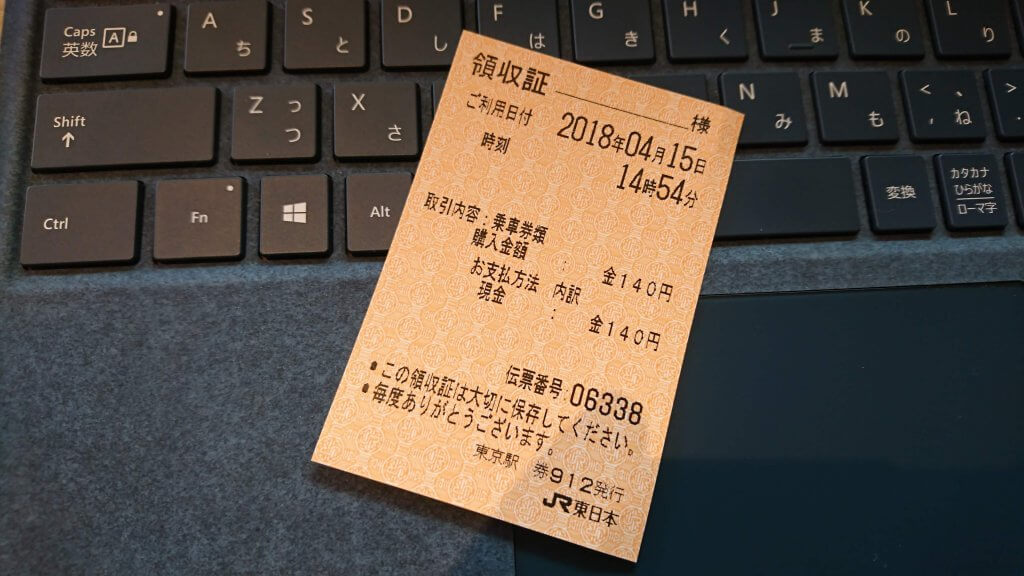 Caps 英数 A
A ち
S と
D し
F は
G き
H く
J ま
K の
L り
Shift ↑
Z っ つ
X さ
N み
M も
< 、 , ね
> 。
Ctrl
Fn
Alt
変換
カタカナ ひらがな ローマ字
領収証 様
ご利用日付 2018年04月15日
時刻 14時54分
取引内容:乗車券類
購入金額 : 金140円
お支払方法 内訳
現金 : 金140円
伝票番号 06338
•この領収証は大切に保存してください。
•毎度ありがとうございます。
東京駅 券912発行
JR東日本